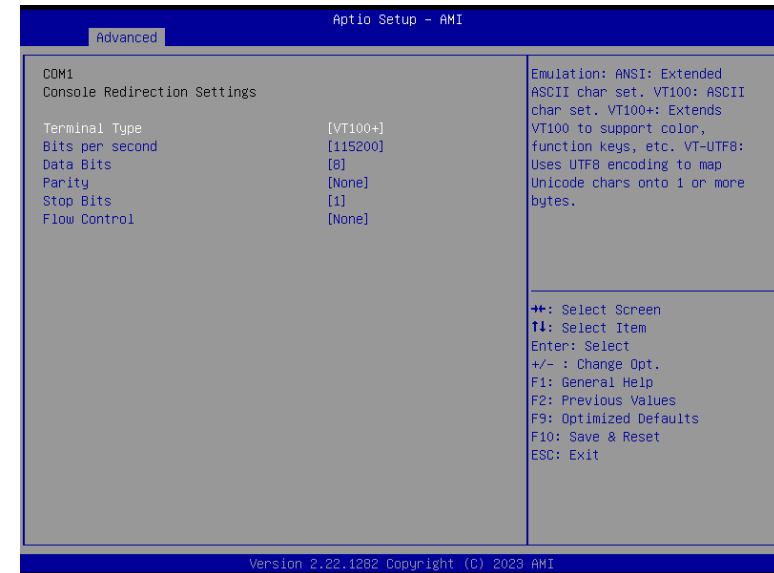 Aptio Setup - AMI
Advanced
COM1
Console Redirection Settings
Terminal Type [VT100+]
Bits per second [115200]
Data Bits [8]
Parity [None]
Stop Bits [1]
Flow Control [None]
Emulation: ANSI: Extended
ASCII char set. VT100: ASCII
char set. VT100+: Extends
VT100 to support color,
function keys, etc. VT-UTF8:
Uses UTF8 encoding to map
Unicode chars onto 1 or more
bytes.
→←: Select Screen
↑↓: Select Item
Enter: Select
+/- : Change Opt.
F1: General Help
F2: Previous Values
F9: Optimized Defaults
F10: Save & Reset
ESC: Exit
Version 2.22.1282 Copyright (C) 2023 AMI